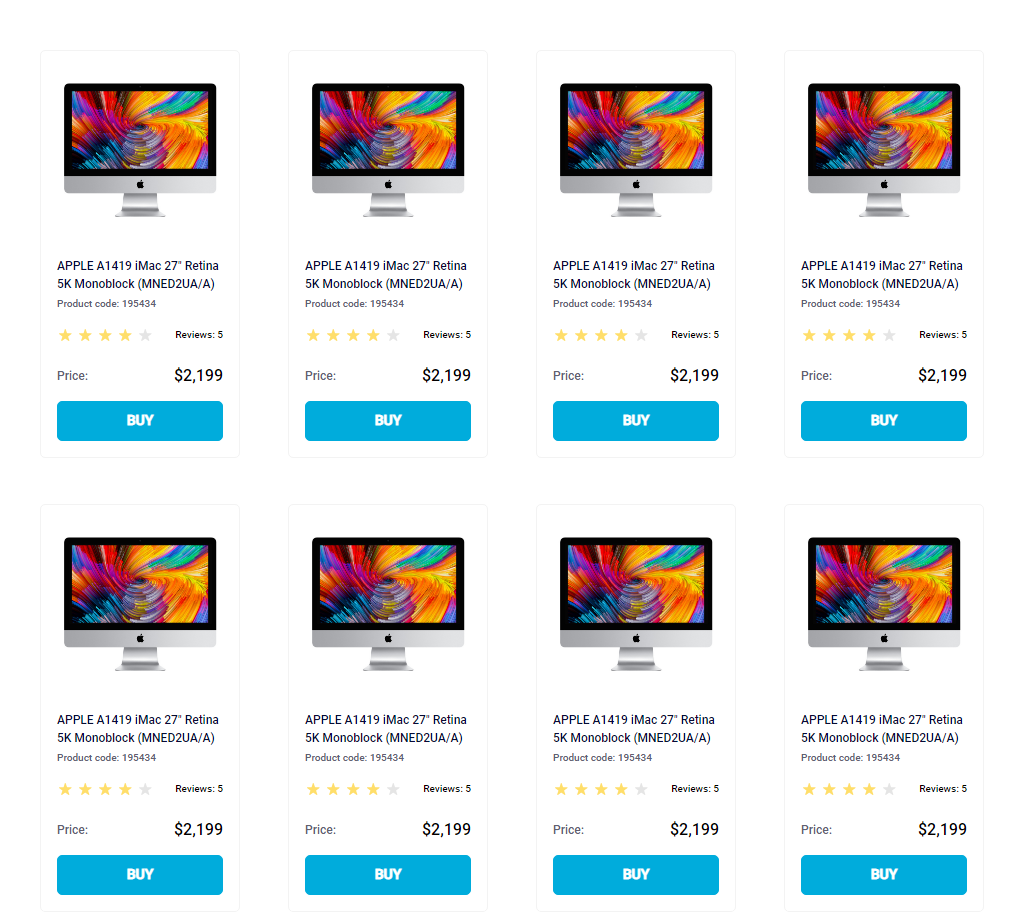 APPLE A1419 iMac 27" Retina
5K Monoblock (MNED2UA/A)
Product code: 195434
Reviews: 5
Price: $2,199
BUY
APPLE A1419 iMac 27" Retina
5K Monoblock (MNED2UA/A)
Product code: 195434
Reviews: 5
Price: $2,199
BUY
APPLE A1419 iMac 27" Retina
5K Monoblock (MNED2UA/A)
Product code: 195434
Reviews: 5
Price: $2,199
BUY
APPLE A1419 iMac 27" Retina
5K Monoblock (MNED2UA/A)
Product code: 195434
Reviews: 5
Price: $2,199
BUY
APPLE A1419 iMac 27" Retina
5K Monoblock (MNED2UA/A)
Product code: 195434
Reviews: 5
Price: $2,199
BUY
APPLE A1419 iMac 27" Retina
5K Monoblock (MNED2UA/A)
Product code: 195434
Reviews: 5
Price: $2,199
BUY
APPLE A1419 iMac 27" Retina
5K Monoblock (MNED2UA/A)
Product code: 195434
Reviews: 5
Price: $2,199
BUY
APPLE A1419 iMac 27" Retina
5K Monoblock (MNED2UA/A)
Product code: 195434
Reviews: 5
Price: $2,199
BUY